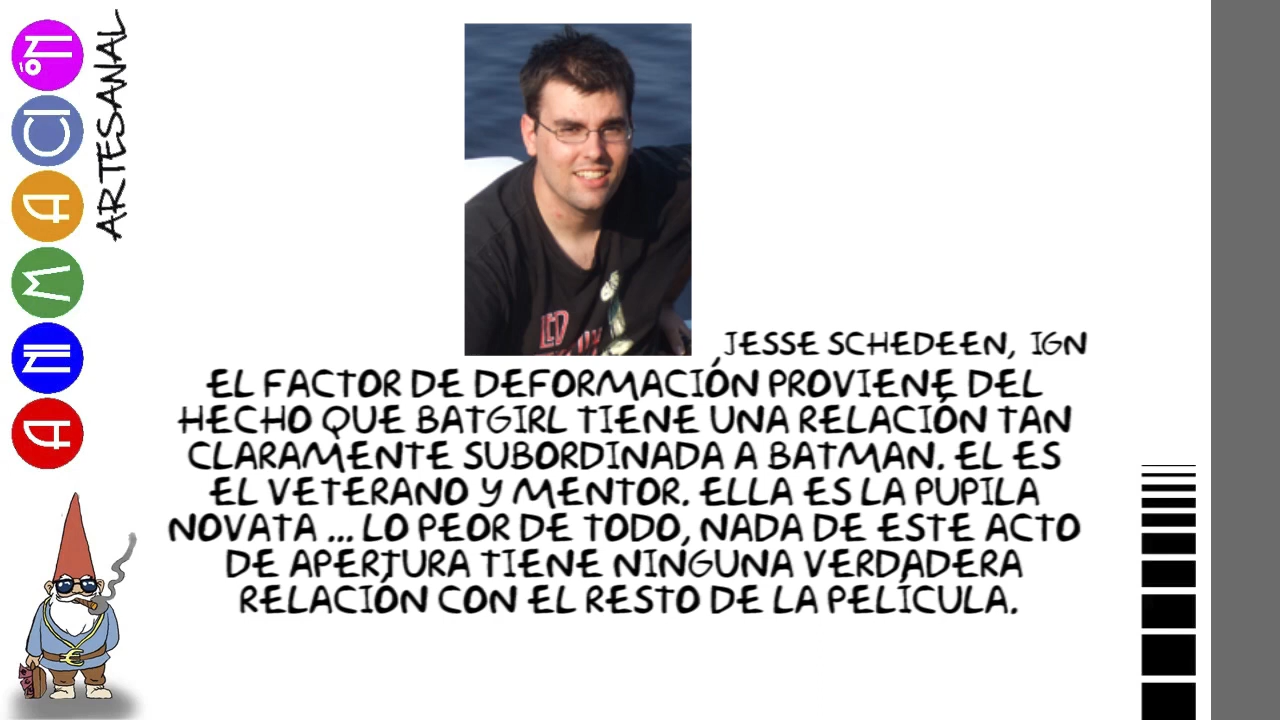 ANMACIÓN
ARTESANAL
JESSE SCHEDEEN, IGN
EL FACTOR DE DEFORMACIÓN PROVIENE DEL
HECHO QUE BATGIRL TIENE UNA RELACIÓN TAN
CLARAMENTE SUBORDINADA A BATMAN. EL ES
EL VETERANO Y MENTOR. ELLA ES LA PUPILA
NOVATA ... LO PEOR DE TODO, NADA DE ESTE ACTO
DE APERTURA TIENE NINGUNA VERDADERA
RELACIÓN CON EL RESTO DE LA PELÍCULA.